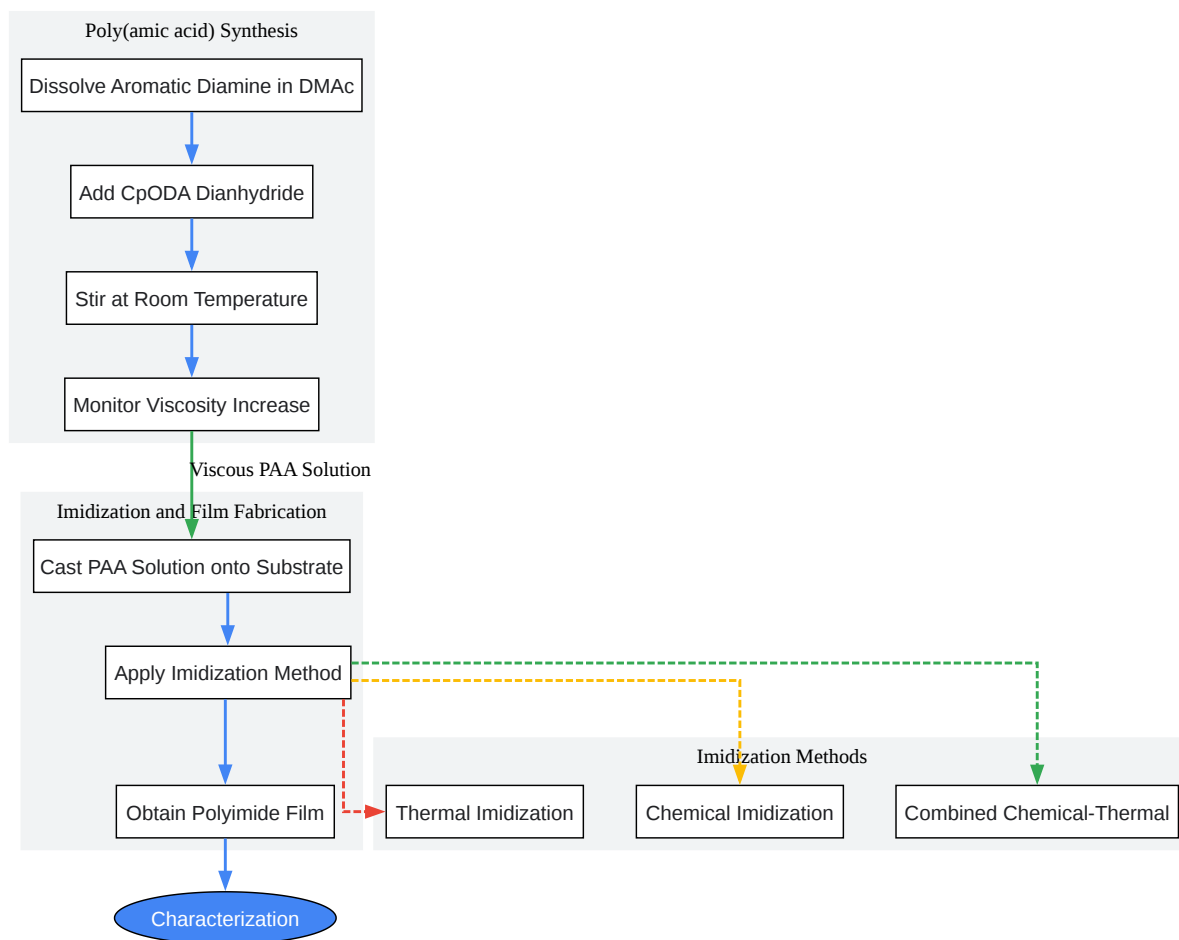 Poly(amic acid) Synthesis
Dissolve Aromatic Diamine in DMAc
Add CpODA Dianhydride
Stir at Room Temperature
Monitor Viscosity Increase
Viscous PAA Solution
Imidization and Film Fabrication
Cast PAA Solution onto Substrate
Apply Imidization Method
Imidization Methods
Obtain Polyimide Film
Thermal Imidization
Chemical Imidization
Combined Chemical-Thermal
Characterization